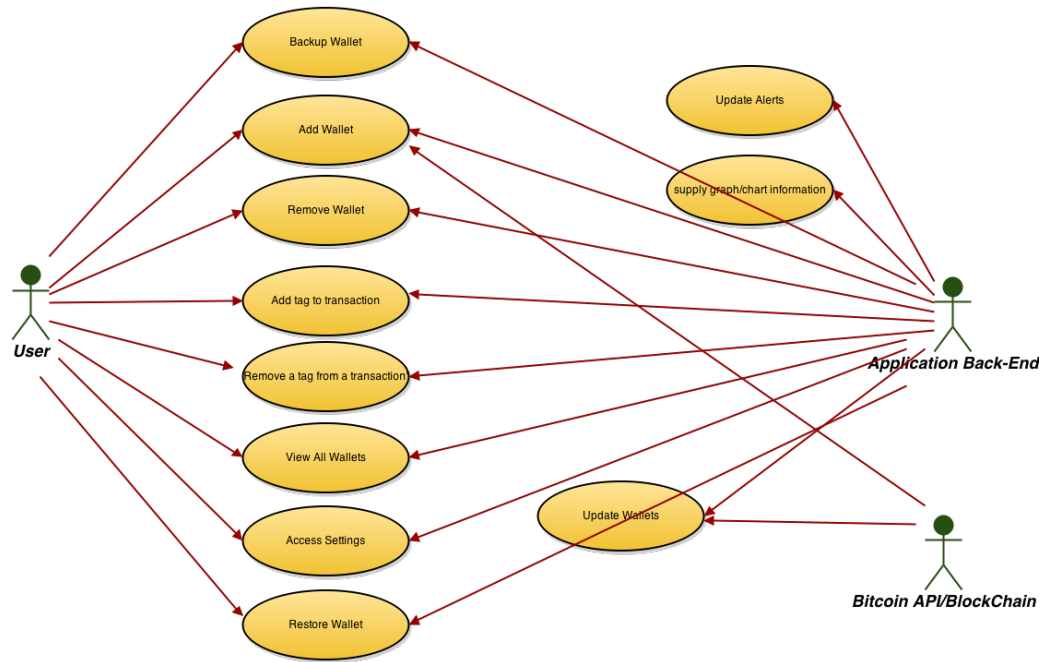 Backup Wallet
Update Alerts
Add Wallet
supply graph/chart information
Remove Wallet
Add tag to transaction
User
Application Back-End
Remove a tag from a transaction
View All Wallets
Update Wallets
Access Settings
Bitcoin API/BlockChain
Restore Wallet